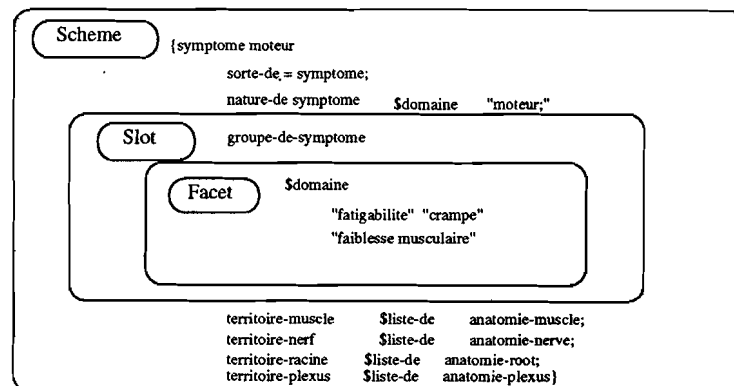 Scheme
{symptome moteur
sorte-de = symptome;
nature-de symptome $domaine "moteur;"
Slot
groupe-de-symptome
Facet
$domaine
"fatigabilite" "crampe"
"faiblesse musculaire"
territoire-muscle $liste-de anatomie-muscle;
territoire-nerf $liste-de anatomie-nerve;
territoire-racine $liste-de anatomie-root;
territoire-plexus $liste-de anatomie-plexus}